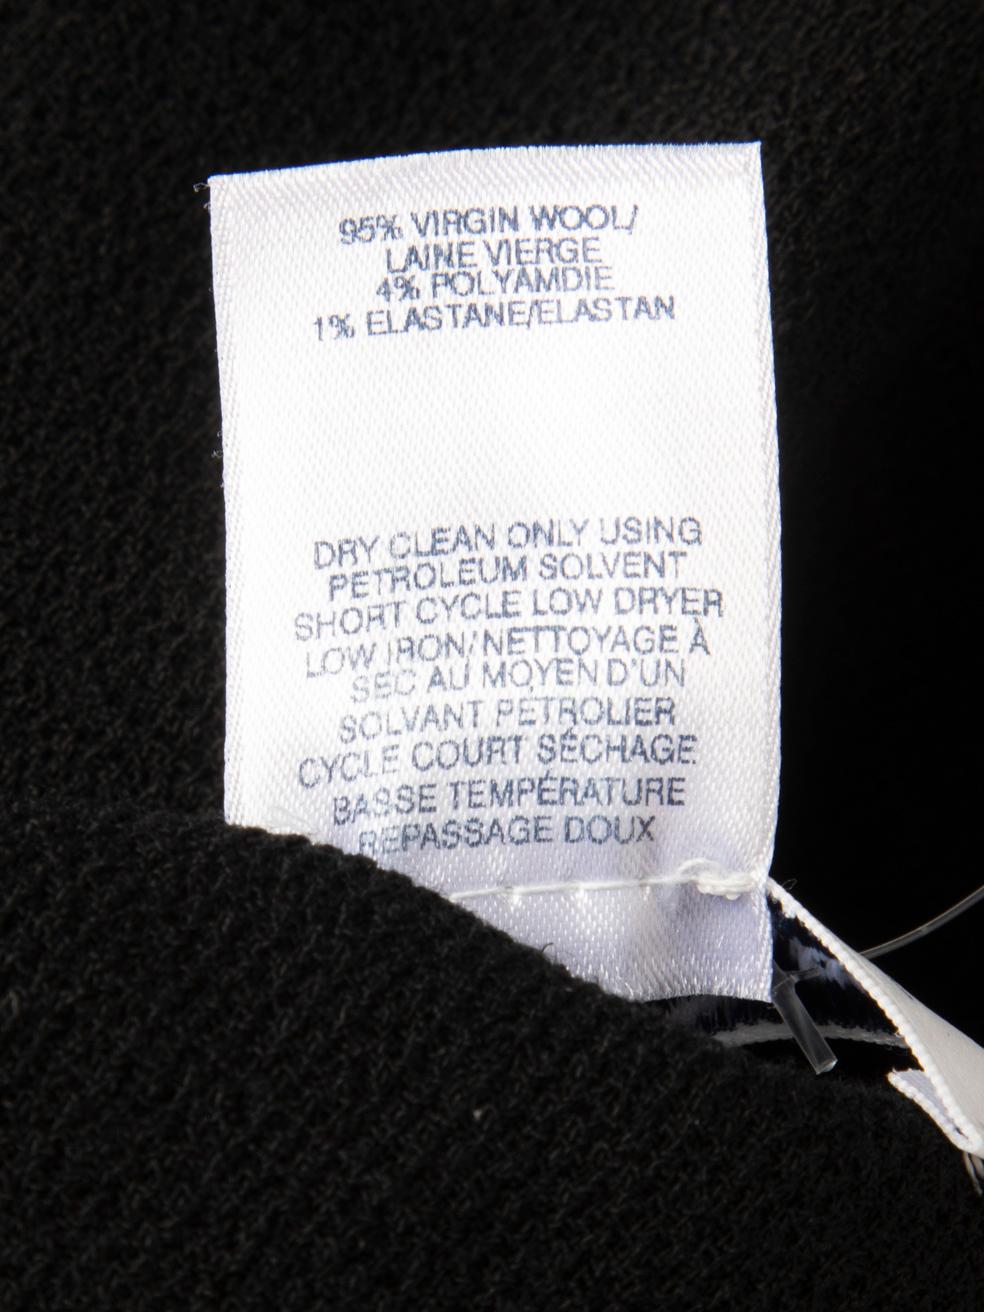 95% VIRGIN WOOL/
LAINE VIERGE
4% POLYAMDIE
1% ELASTANE/ELASTAN
DRY CLEAN ONLY USING
PETROLEUM SOLVENT
SHORT CYCLE LOW DRYER
LOW IRON/NETTOYAGE À
SEC AU MOYEN D'UN
SOLVANT PÉTROLIER
CYCLE COURT SÉCHAGE
BASSE TEMPÉRATURE
REPASSAGE DOUX